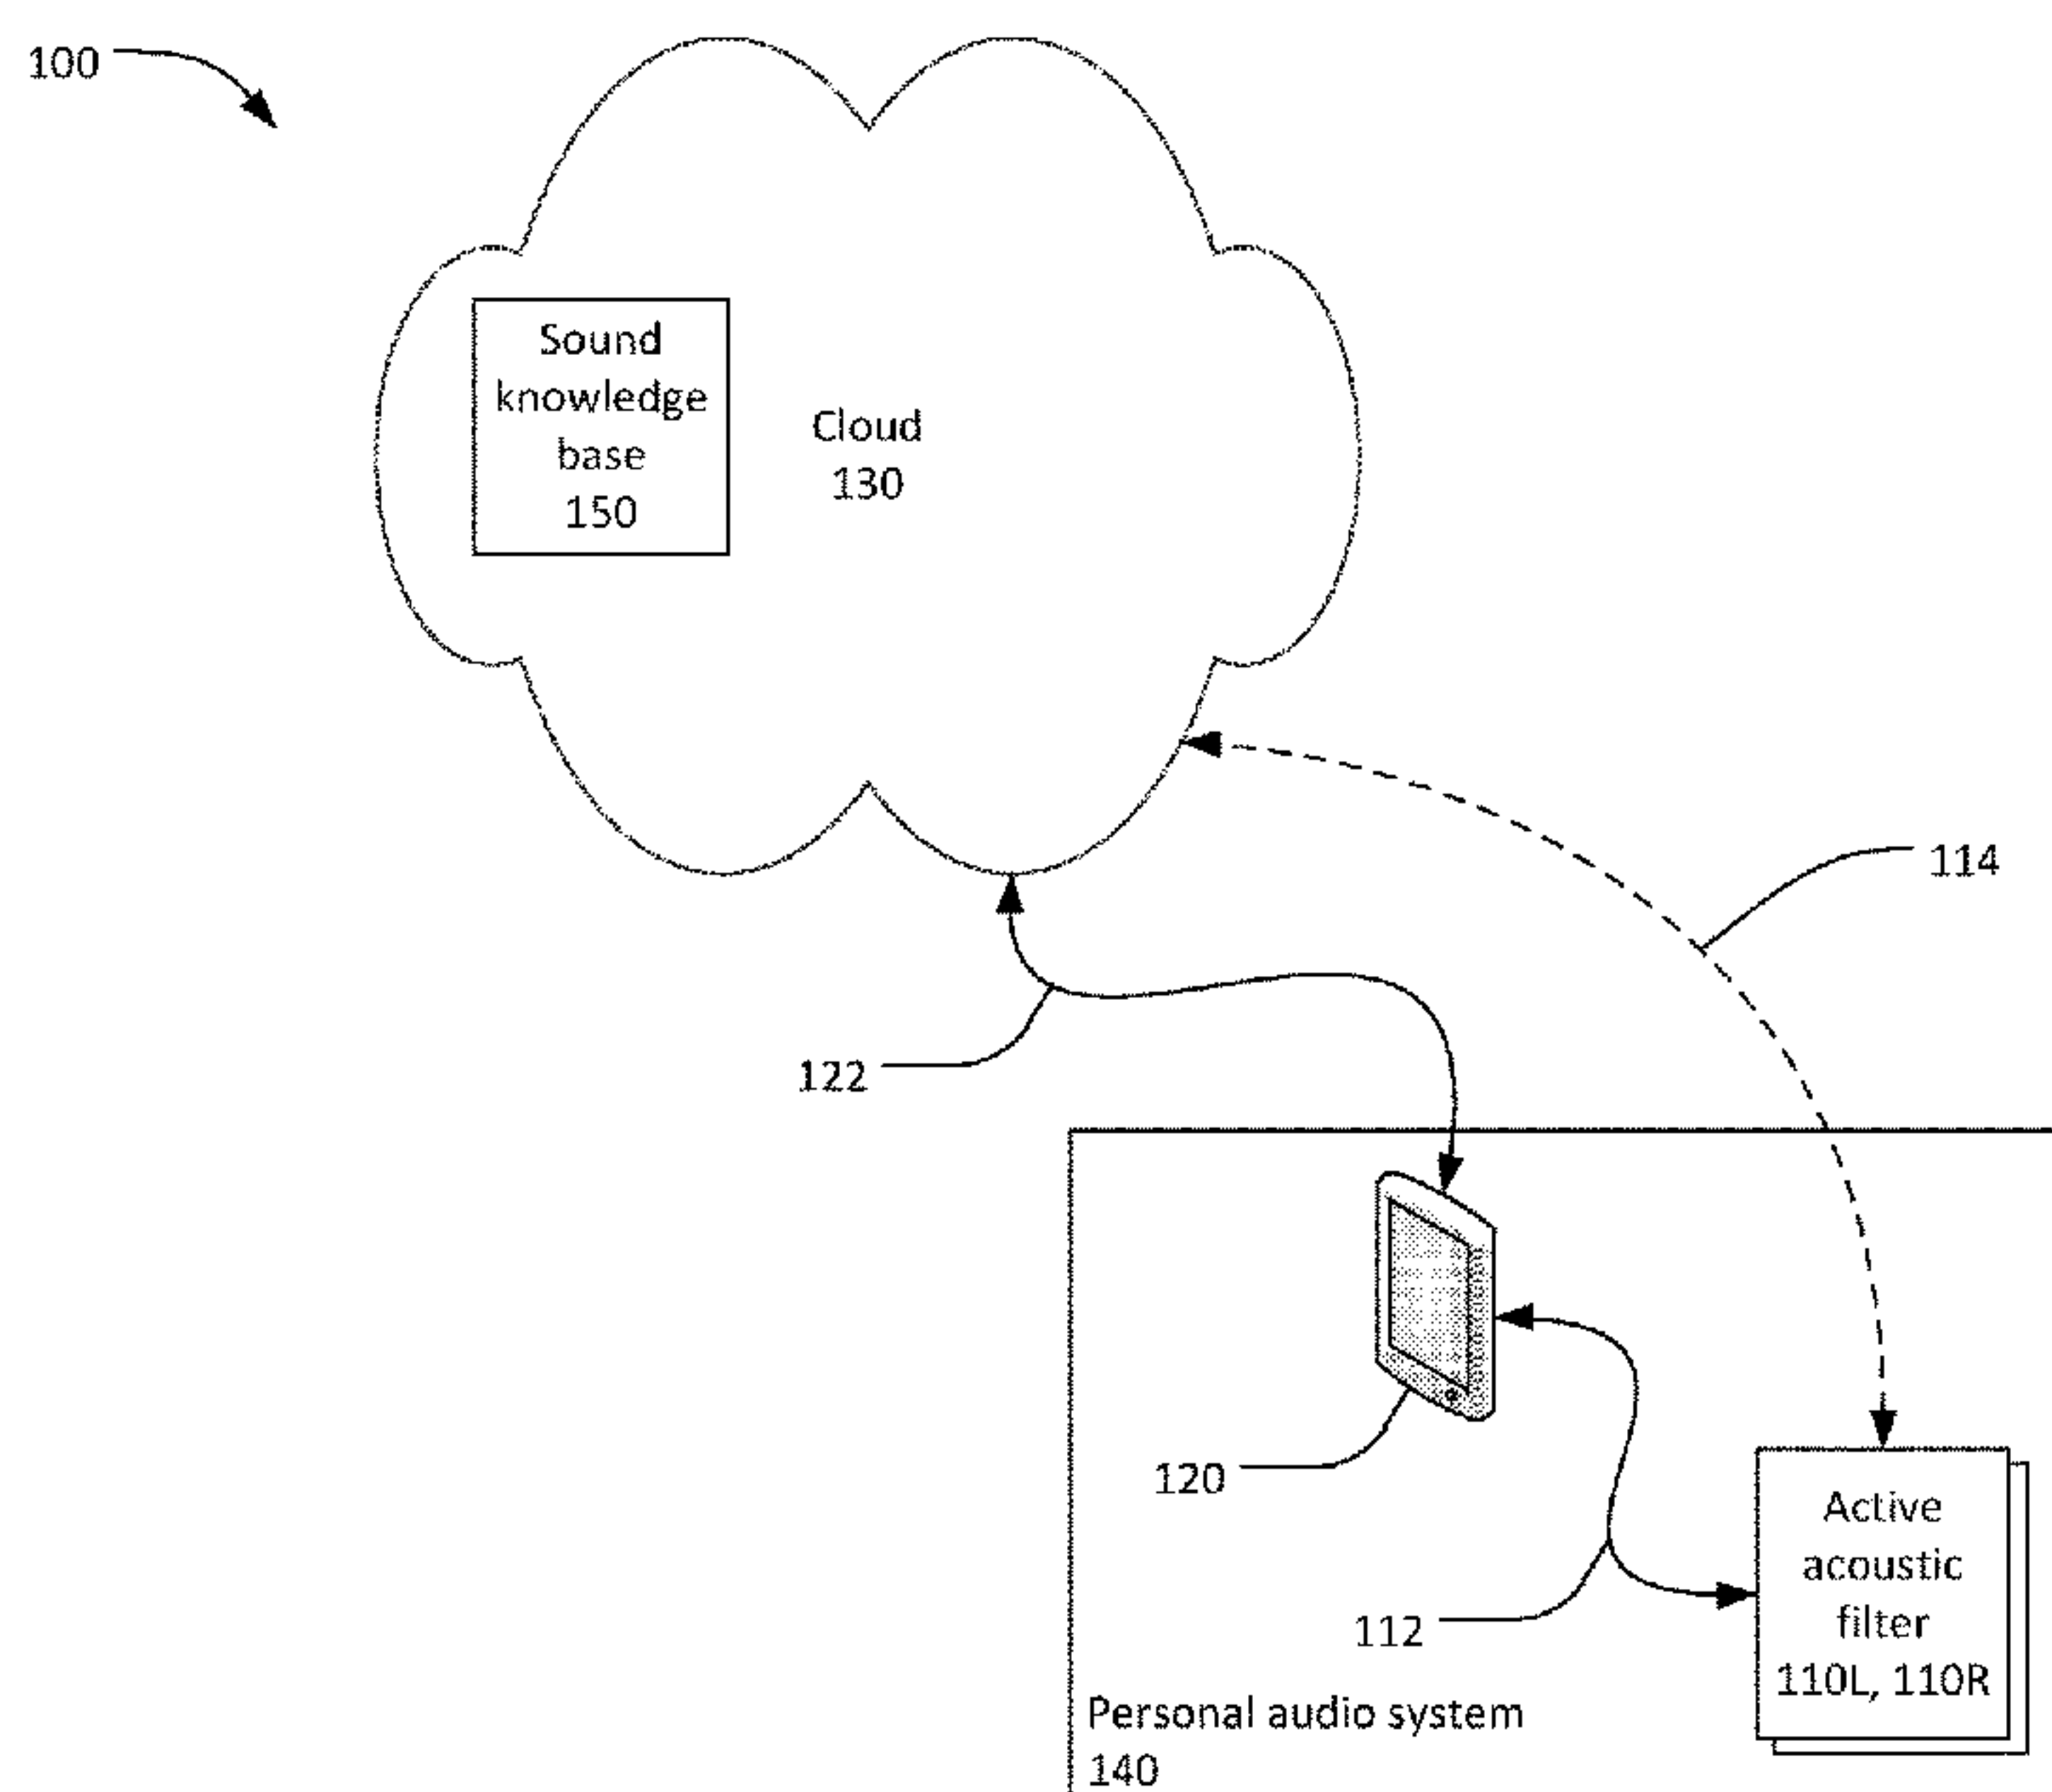 100
Sound
knowledge
base
150
Cloud
130
114
122
120
112
Active
acoustic
filter
110L, 110R
Personal audio system
140